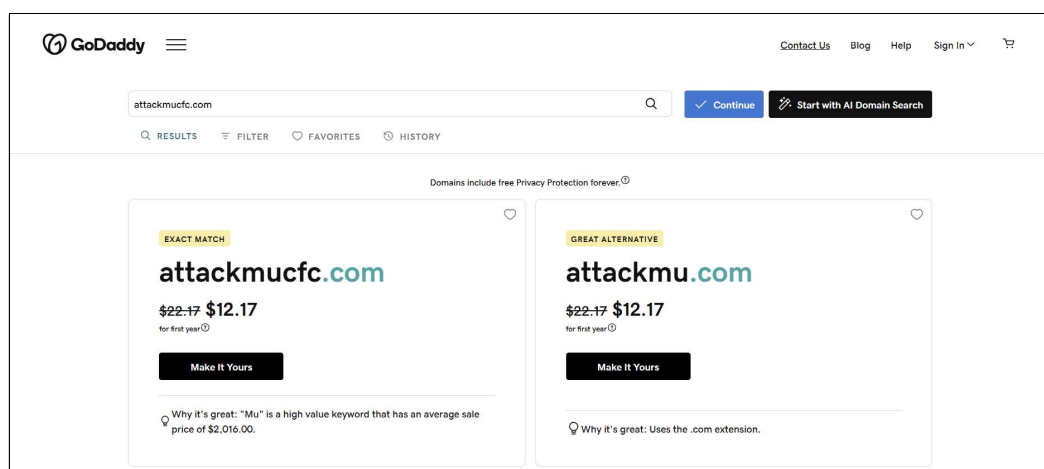 GoDaddy
Contact Us Blog Help Sign In
attackmucfc.com
Continue
Start with AI Domain Search
RESULTS FILTER FAVORITES HISTORY
Domains include free Privacy Protection forever.
EXACT MATCH
attackmucfc.com
$22.17 $12.17
for first year
Make It Yours
Why it's great: "Mu" is a high value keyword that has an average sale
price of $2,016.00.
GREAT ALTERNATIVE
attackmu.com
$22.17 $12.17
for first year
Make It Yours
Why it's great: Uses the .com extension.